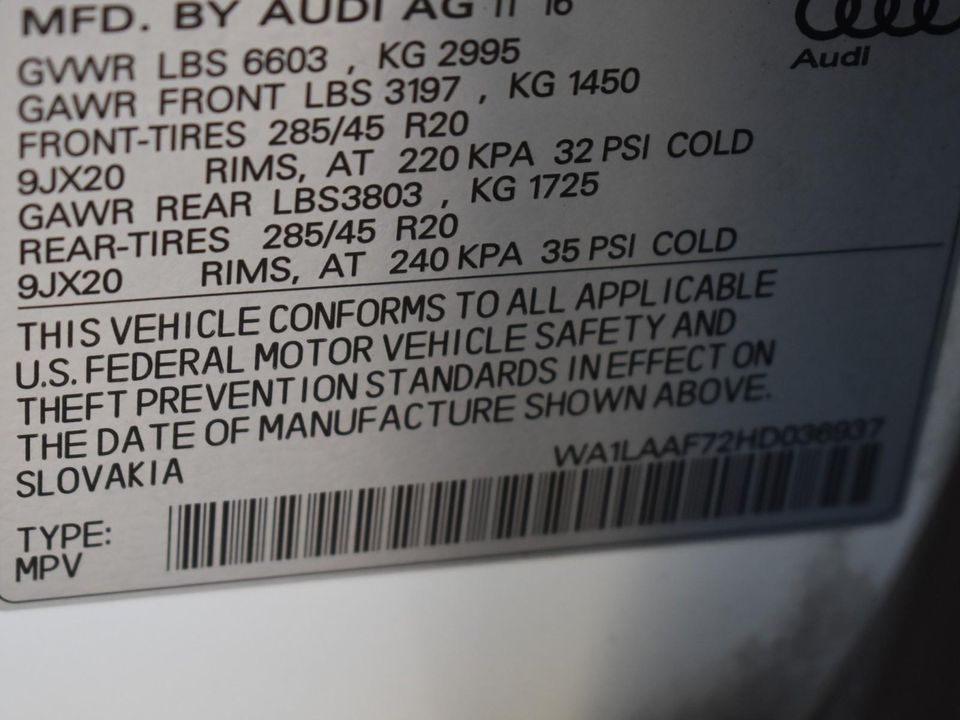 MFD. BY AUDI AG 11 16
Audi
GVWR LBS 6603 , KG 2995
GAWR FRONT LBS 3197 , KG 1450
FRONT-TIRES 285/45 R20
9JX20 RIMS, AT 220 KPA 32 PSI COLD
GAWR REAR LBS3803 , KG 1725
REAR-TIRES 285/45 R20
9JX20 RIMS, AT 240 KPA 35 PSI COLD
THIS VEHICLE CONFORMS TO ALL APPLICABLE
U.S. FEDERAL MOTOR VEHICLE SAFETY AND
THEFT PREVENTION STANDARDS IN EFFECT ON
THE DATE OF MANUFACTURE SHOWN ABOVE.
SLOVAKIA
WA1LAAF72HD036937
TYPE:
MPV